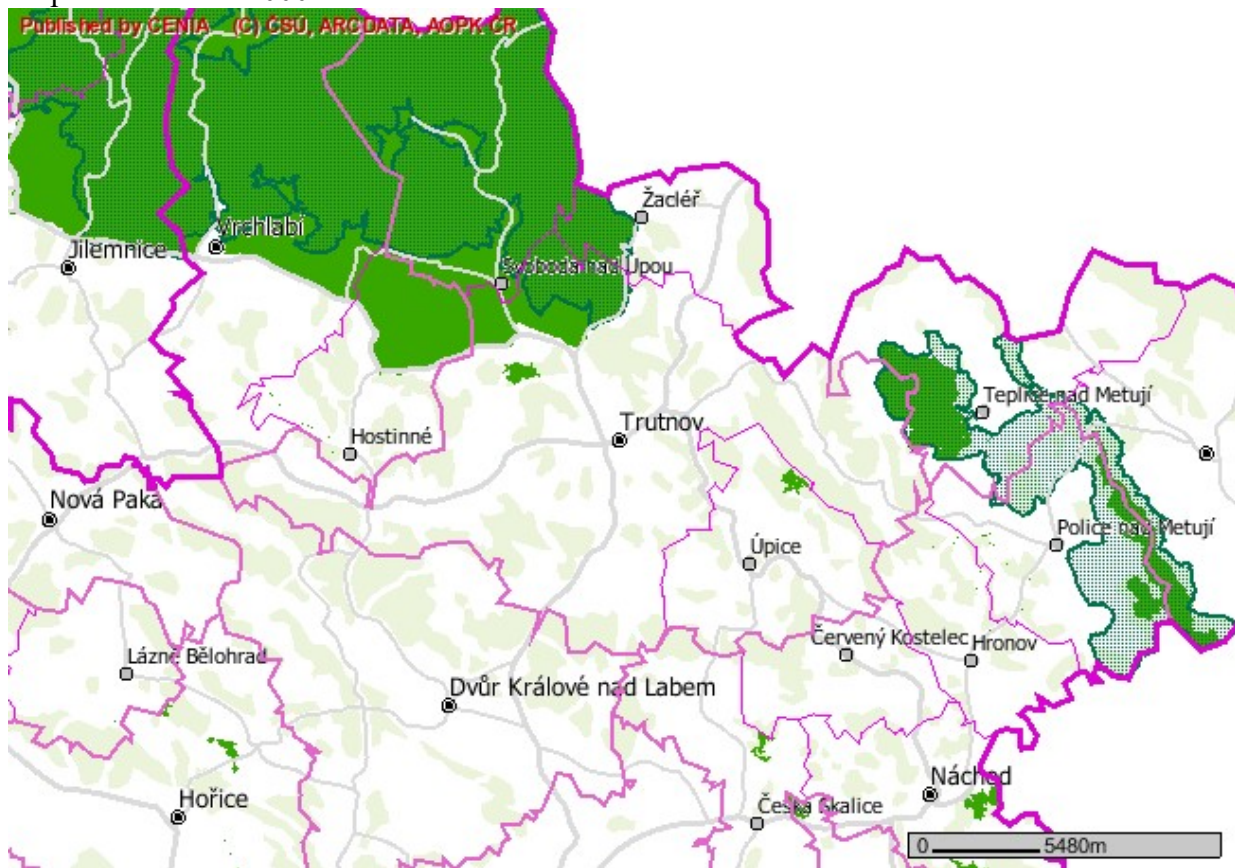 Published by CENIA (C) ČSÚ, ARCDATA, AOPK ČR
Žacléř
Vrchlabí
Jilemnice
Svoboda nad Úpou
Teplice nad Metují
Trutnov
Hostinné
Nová Paka
Police nad Metují
Úpice
Červený Kostelec
Hronov
Lázně Bělohrad
Dvůr Králové nad Labem
Náchod
Hořice
Česká Skalice
0 5480m